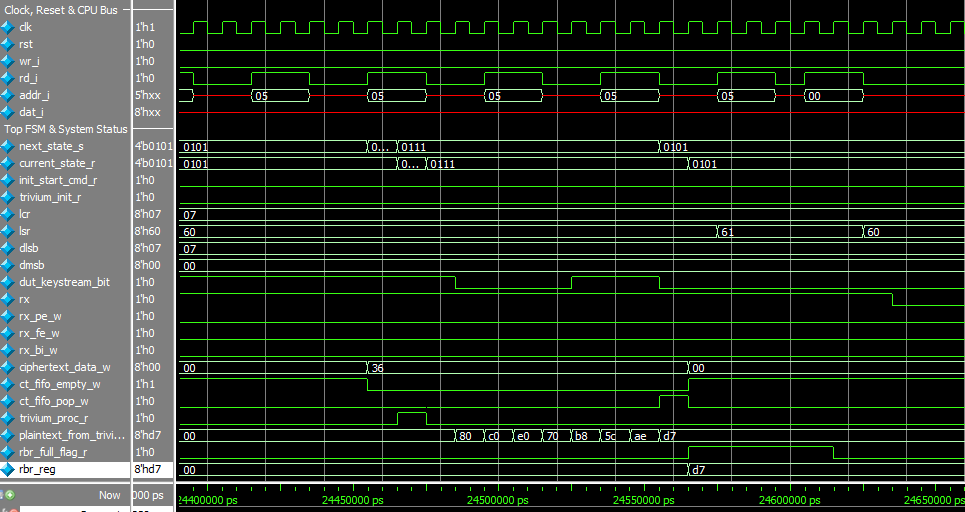 Clock, Reset & CPU Bus
clk 1'h1
rst 1'h0
wr_i 1'h0
rd_i 1'h0
addr_i 5'hxx 05 05 05 05 05 00
dat_i 8'hxx
Top FSM & System Status
next_state_s 4'b0101 0101 0... 0111 0101
current_state_r 4'b0101 0101 0... 0111 0101
init_start_cmd_r 1'h0
trivium_init_r 1'h0
lcr 8'h07 07
lsr 8'h60 60 61 60
dlsb 8'h07 07
dmsb 8'h00 00
dut_keystream_bit 1'h0
rx 1'h0
rx_pe_w 1'h0
rx_fe_w 1'h0
rx_bi_w 1'h0
ciphertext_data_w 8'h00 00 36 00
ct_fifo_empty_w 1'h1
ct_fifo_pop_w 1'h0
trivium_proc_r 1'h0
plaintext_from_trivi... 8'hd7 00 80 c0 e0 70 b8 5c ae d7
rbr_full_flag_r 1'h0
rbr_reg 8'hd7 00 d7
Now 000 ps 24400000 ps 24450000 ps 24500000 ps 24550000 ps 24600000 ps 24650000 ps